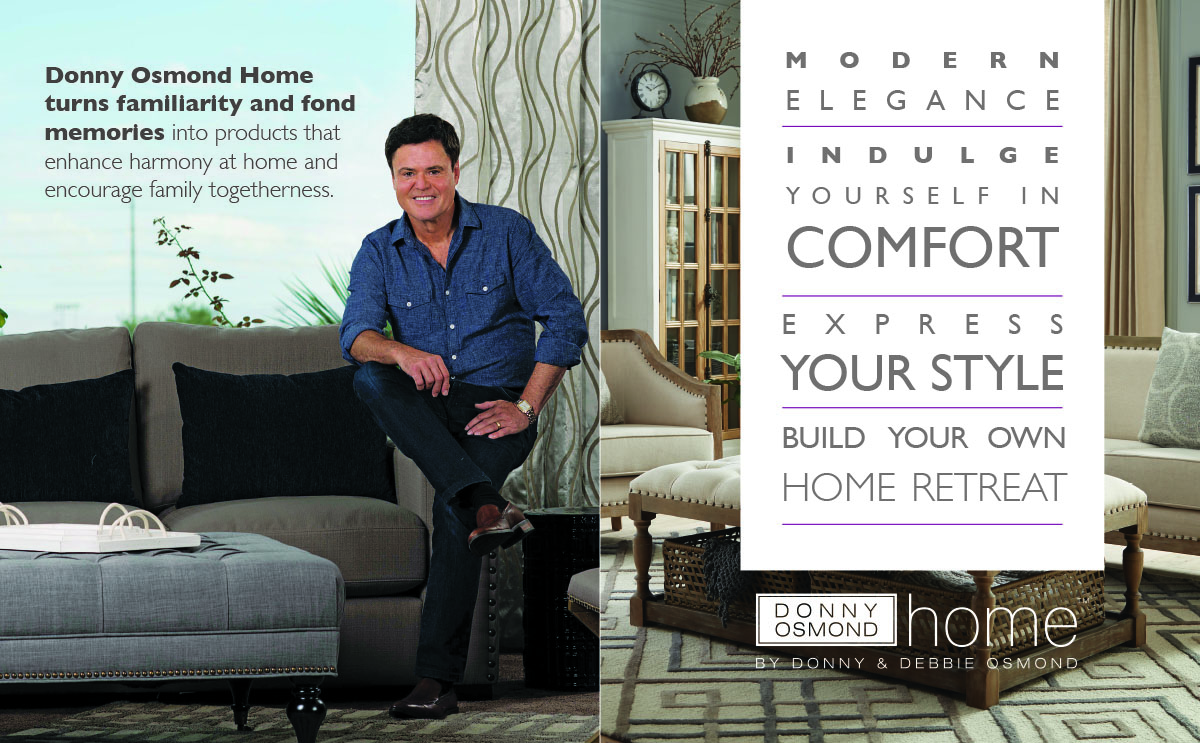 Donny Osmond Home
turns familiarity and fond
memories into products that
enhance harmony at home and
encourage family togetherness.
MODERN
ELEGANCE
INDULGE
YOURSELF IN
COMFORT
EXPRESS
YOUR STYLE
BUILD YOUR OWN
HOME RETREAT
DONNY
OSMOND
home™
BY DONNY & DEBBIE OSMOND